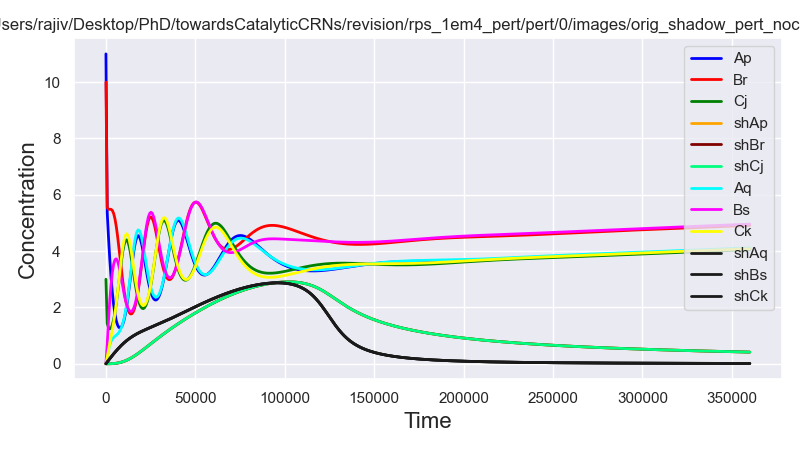 sers/rajiv/Desktop/PhD/towardsCatalyticCRNs/revision/rps_1em4_pert/pert/0/images/orig_shadow_pert_noc
Concentration
10
8
6
4
2
0
0
50000
100000
150000
200000
250000
300000
350000
Time
Ap
Br
Cj
shAp
shBr
shCj
Aq
Bs
Ck
shAq
shBs
shCk